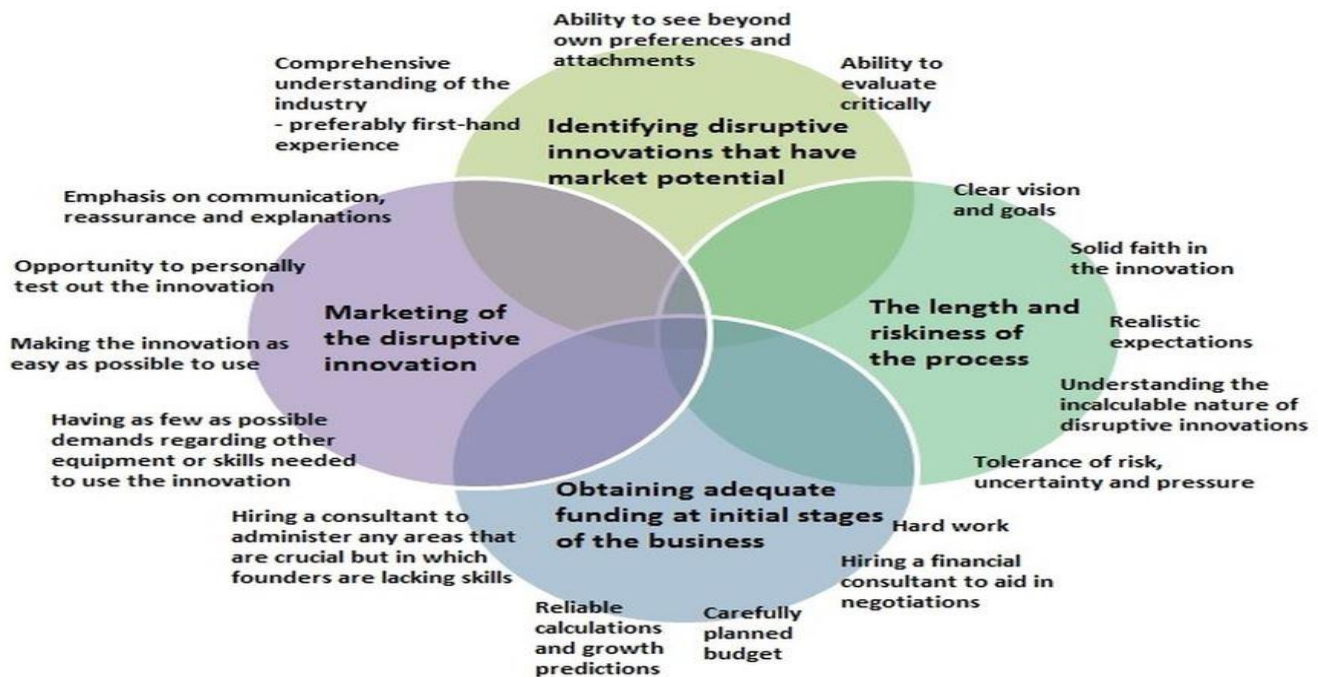 Ability to see beyond
own preferences and
attachments
Comprehensive
understanding of the
industry
- preferably first-hand
experience
Ability to
evaluate
critically
Identifying disruptive
innovations that have
market potential
Emphasis on communication,
reassurance and explanations
Opportunity to personally
test out the innovation
Making the innovation as
easy as possible to use
Having as few as possible
demands regarding other
equipment or skills needed
to use the innovation
Marketing of
the disruptive
innovation
Clear vision
and goals
Solid faith in
the innovation
Realistic
expectations
Understanding the
incalculable nature of
disruptive innovations
Tolerance of risk,
uncertainty and pressure
The length and
riskiness of
the process
Obtaining adequate
funding at initial stages
of the business
Hard work
Hiring a financial
consultant to aid in
negotiations
Hiring a consultant to
administer any areas that
are crucial but in which
founders are lacking skills
Reliable
calculations
and growth
predictions
Carefully
planned
budget